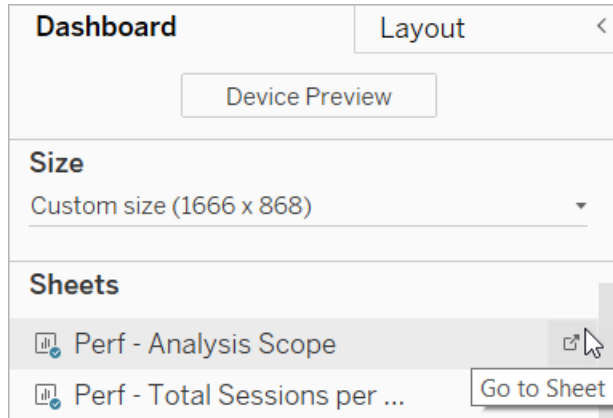 Dashboard
Layout
Device Preview
Size
Custom size (1666 x 868)
Sheets
Perf - Analysis Scope
Perf - Total Sessions per ...
Go to Sheet